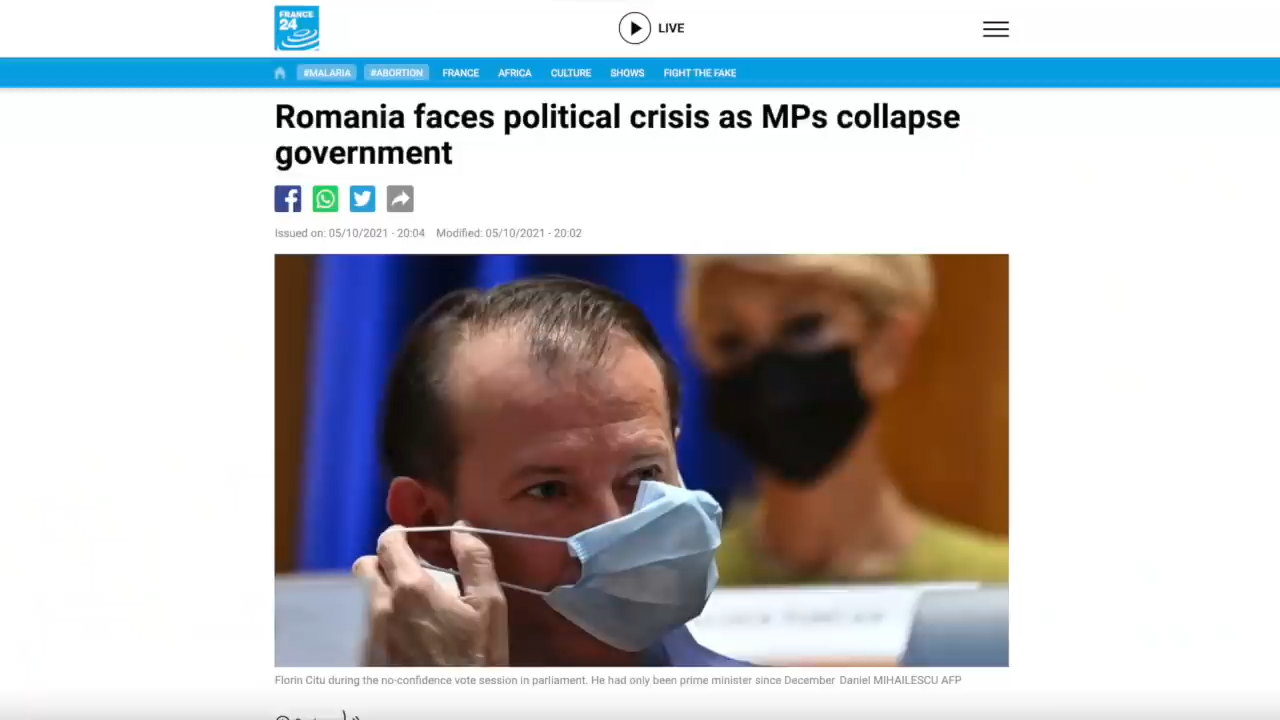 FRANCE
24
LIVE
#MALARIA #ABORTION FRANCE AFRICA CULTURE SHOWS FIGHT THE FAKE
Romania faces political crisis as MPs collapse
government
Issued on: 05/10/2021 - 20:04 Modified: 05/10/2021 - 20:02
Florin Citu during the no-confidence vote session in parliament. He had only been prime minister since December Daniel MIHAILESCU AFP